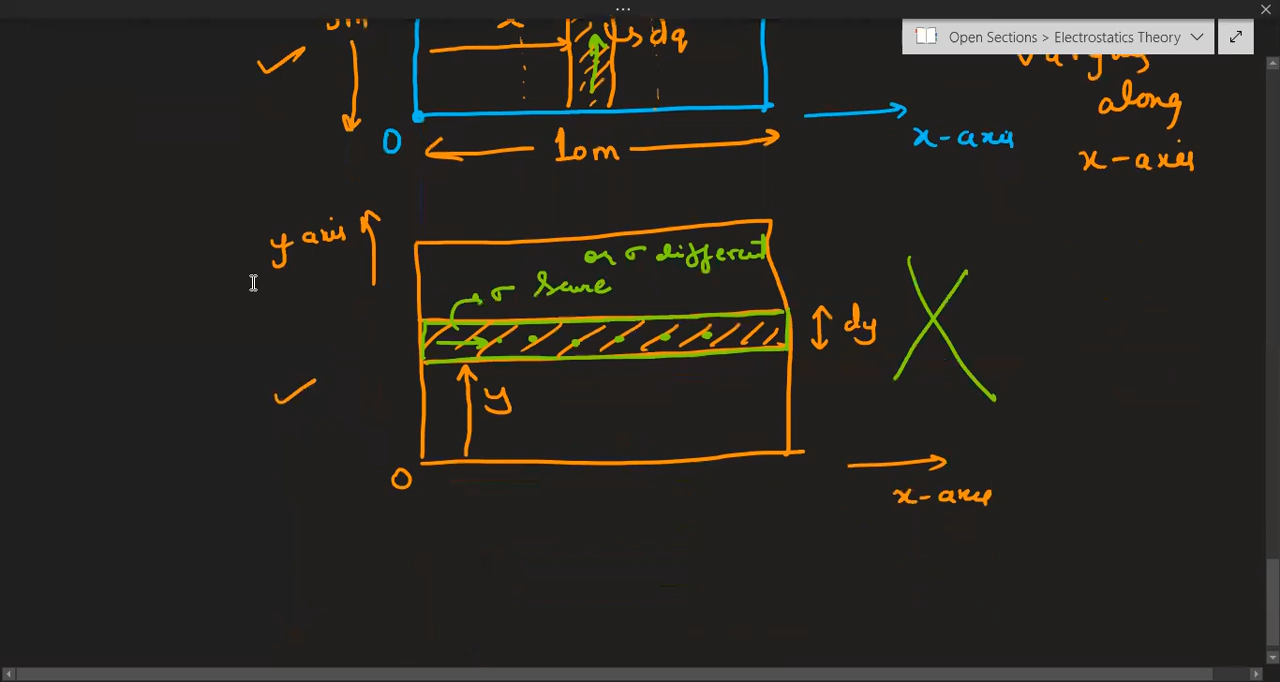 Open Sections > Electrostatics Theory
dq
along
x-axis
0
10m
x-axis
y axis
or σ different
σ Same
dy
y
0
x-axis